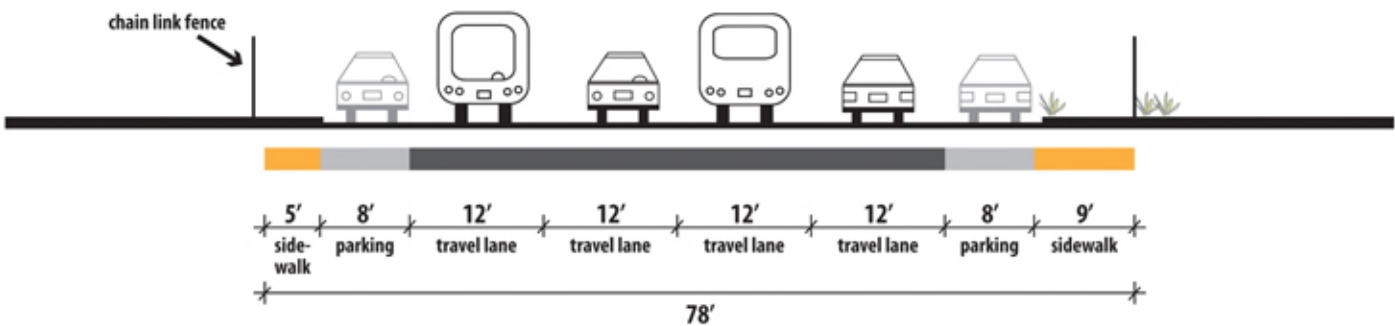 chain link fence
5′ 8′ 12′ 12′ 12′ 12′ 8′ 9′
side- parking travel lane travel lane travel lane travel lane parking sidewalk
walk
78′